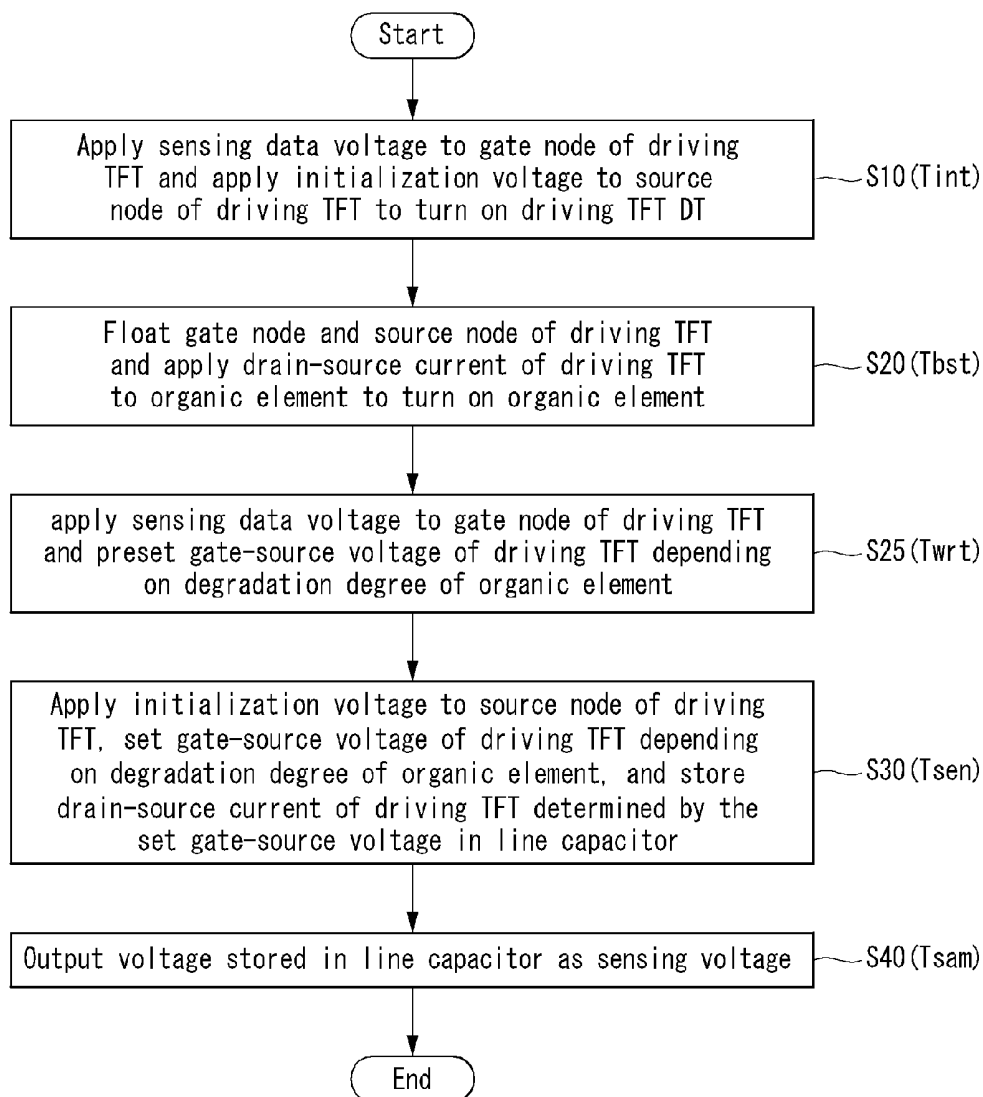 Start
Apply sensing data voltage to gate node of driving
TFT and apply initialization voltage to source
node of driving TFT to turn on driving TFT DT
S10(Tint)
Float gate node and source node of driving TFT
and apply drain-source current of driving TFT
to organic element to turn on organic element
S20(Tbst)
apply sensing data voltage to gate node of driving TFT
and preset gate-source voltage of driving TFT depending
on degradation degree of organic element
S25(Twrt)
Apply initialization voltage to source node of driving
TFT, set gate-source voltage of driving TFT depending
on degradation degree of organic element, and store
drain-source current of driving TFT determined by the
set gate-source voltage in line capacitor
S30(Tsen)
Output voltage stored in line capacitor as sensing voltage
S40(Tsam)
End